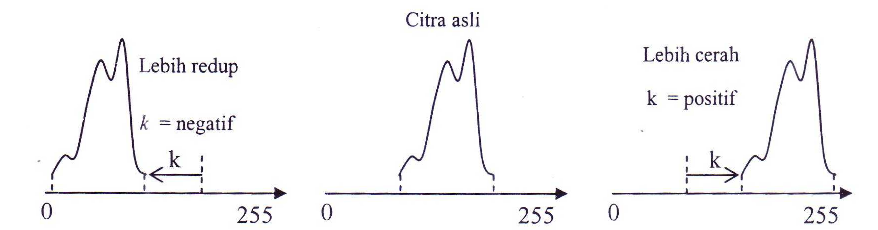 Citra asli
Lebih redup
k = negatif
k
0
255
0
255
Lebih cerah
k = positif
k
0
255